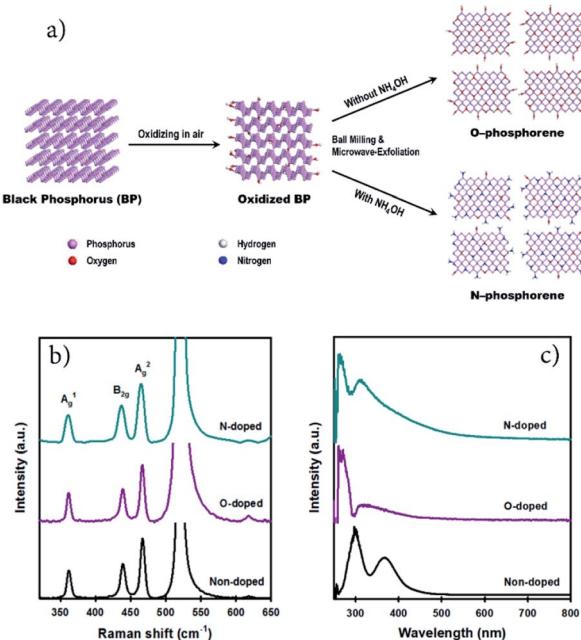 a)
Oxidizing in air
Without NH4OH
Ball Milling &
Microwave-Exfoliation
With NH4OH
Black Phosphorus (BP)
Oxidized BP
O–phosphorene
Phosphorus
Hydrogen
Oxygen
Nitrogen
N–phosphorene
b)
Ag1
B2g
Ag2
N-doped
O-doped
Non-doped
Intensity (a.u.)
350 400 450 500 550 600 650
Raman shift (cm-1)
c)
N-doped
O-doped
Non-doped
Intensity (a.u.)
300 400 500 600 700 800
Wavelength (nm)